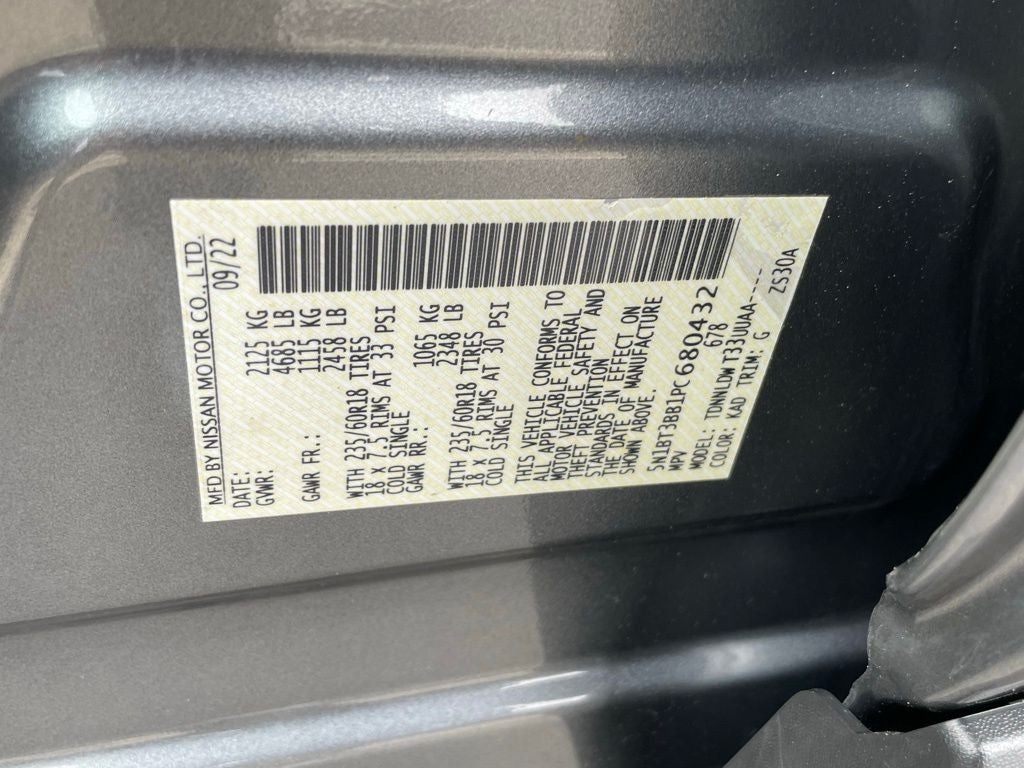 MFD BY NISSAN MOTOR CO., LTD.
DATE: 09/22
GVWR: 2125 KG
4685 LB
GAWR FR.: 1115 KG
2458 LB
WITH 235/60R18 TIRES
18 X 7.5 RIMS AT 33 PSI
COLD SINGLE
GAWR RR.: 1065 KG
2348 LB
WITH 235/60R18 TIRES
18 X 7.5 RIMS AT 30 PSI
COLD SINGLE
THIS VEHICLE CONFORMS TO
ALL APPLICABLE FEDERAL
MOTOR VEHICLE SAFETY AND
THEFT PREVENTION
STANDARDS IN EFFECT ON
THE DATE OF MANUFACTURE
SHOWN ABOVE.
5N1BT3BB1PC680432
MPV 678
MODEL: TDNNLDW T33UUAA----
COLOR: KAD TRIM: G
ZS30A